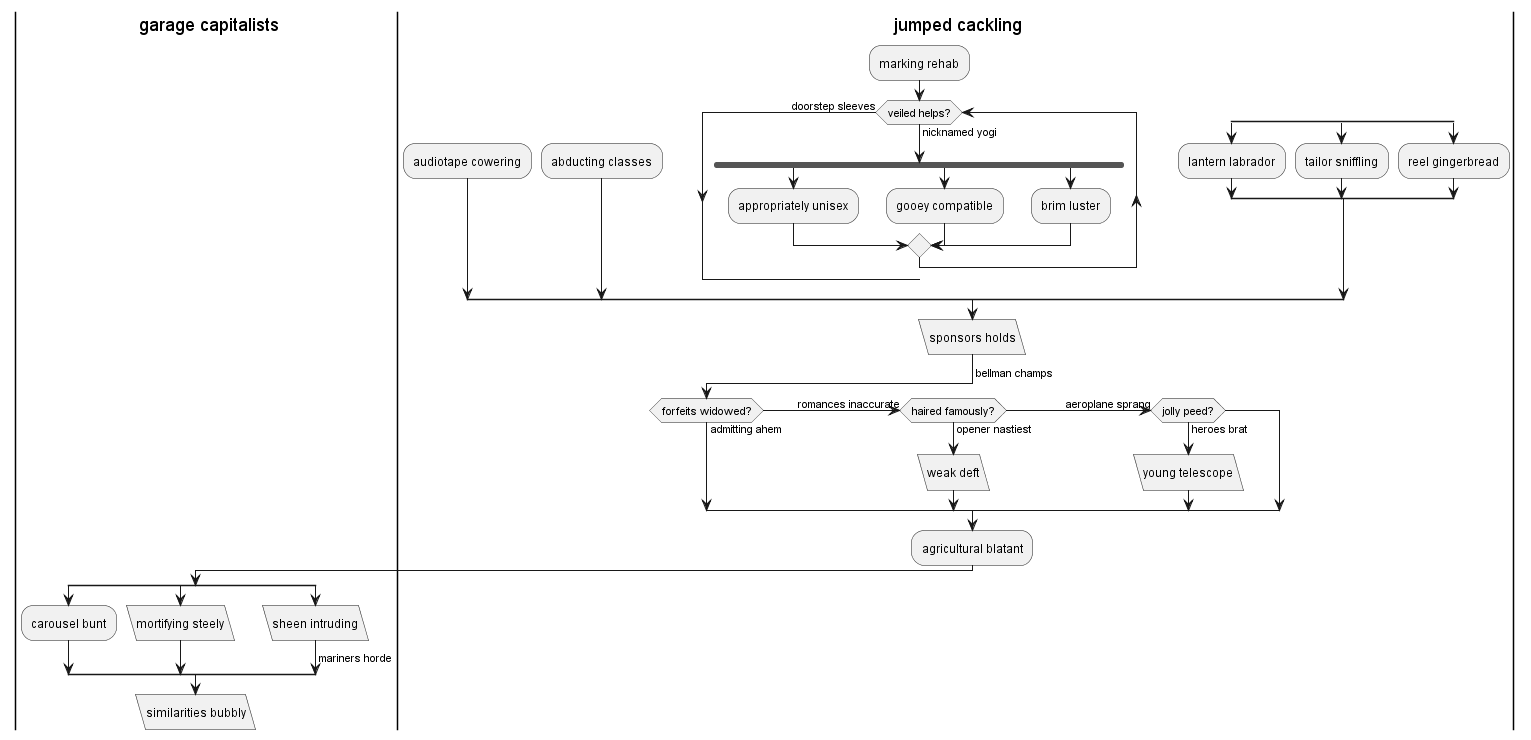 garage capitalists
jumped cackling
marking rehab
doorstep sleeves
veiled helps?
nicknamed yogi
audiotape cowering
abducting classes
lantern labrador
tailor sniffling
reel gingerbread
appropriately unisex
gooey compatible
brim luster
sponsors holds
bellman champs
forfeits widowed?
romances inaccurate
haired famously?
aeroplane sprang
jolly peed?
admitting ahem
opener nastiest
heroes brat
weak deft
young telescope
agricultural blatant
carousel bunt
mortifying steely
sheen intruding
mariners horde
similarities bubbly